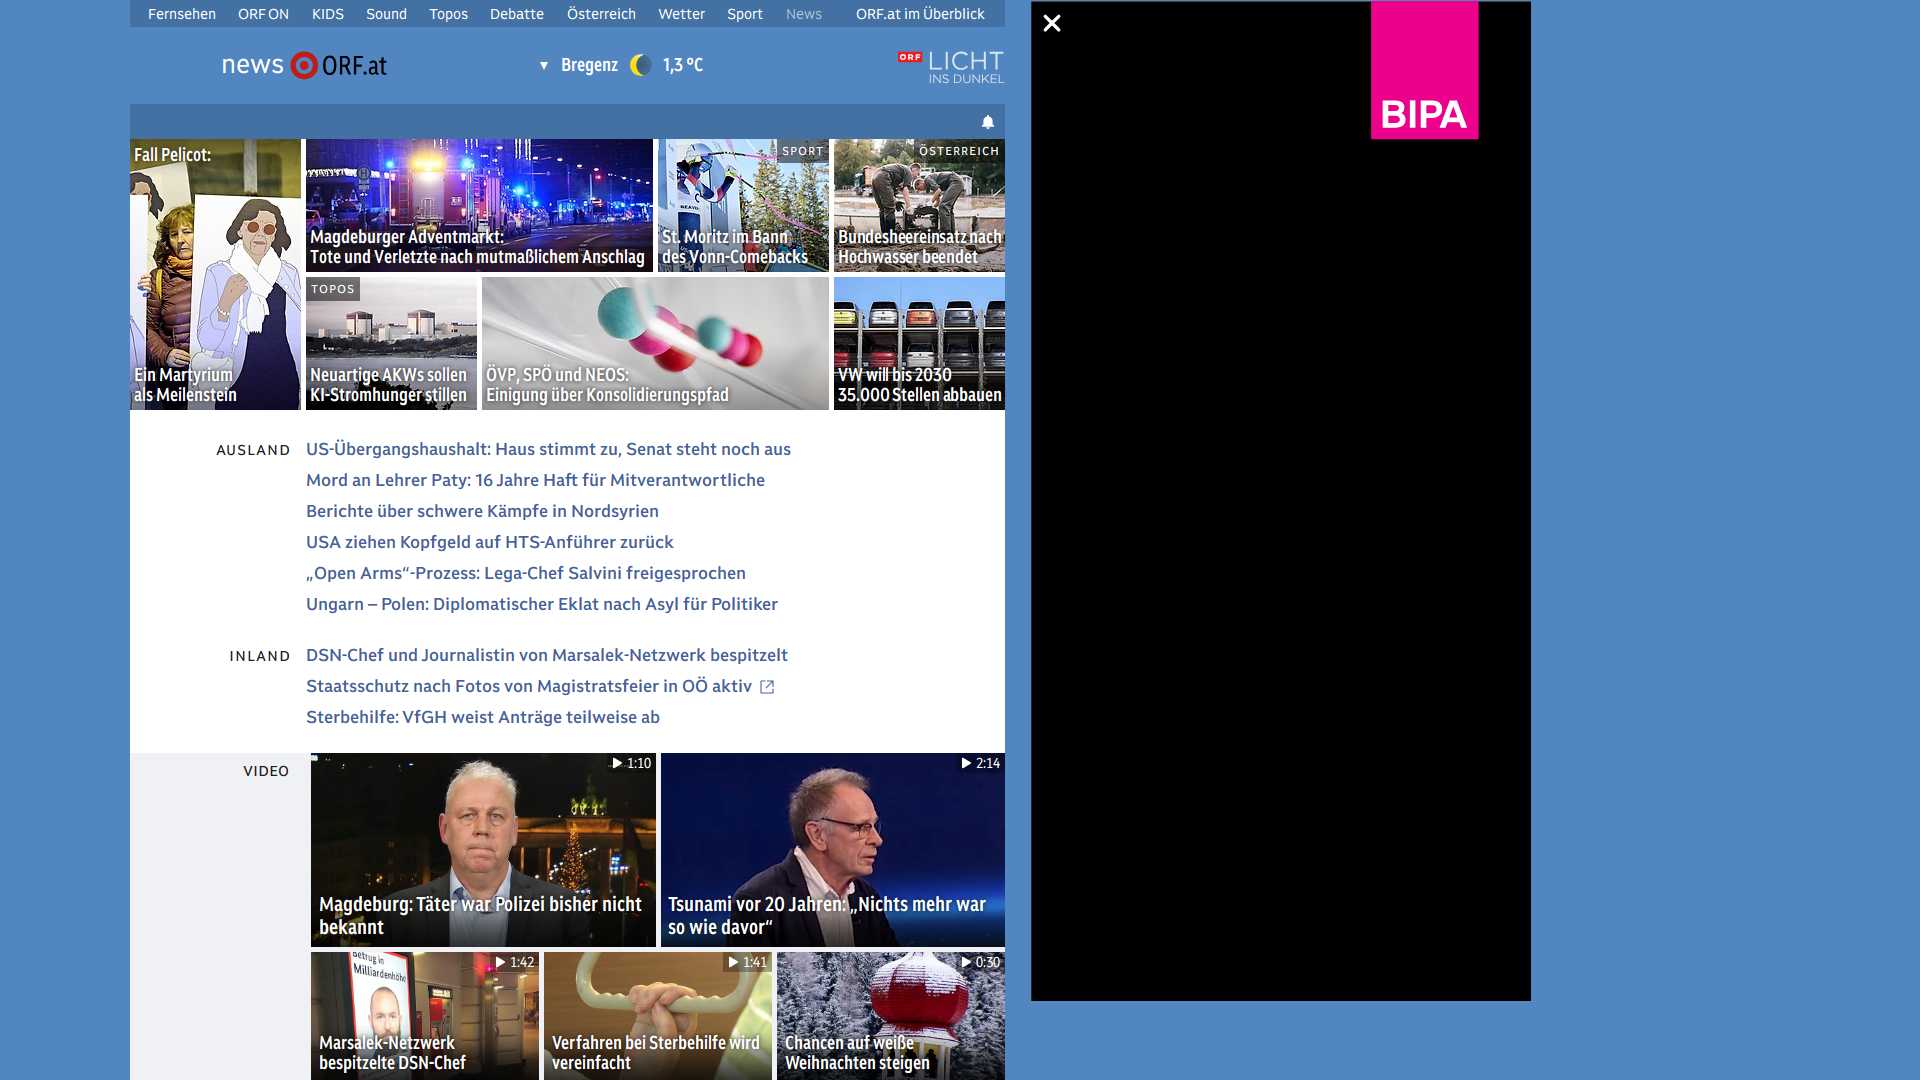 Fernsehen ORF ON KIDS Sound Topos Debatte Österreich Wetter Sport News ORF.at im Überblick
news ORF.at
Bregenz 1,3 °C
ORF LICHT
INS DUNKEL
BIPA
Fall Pelicot:
Ein Martyrium
als Meilenstein
Magdeburger Adventmarkt:
Tote und Verletzte nach mutmaßlichem Anschlag
SPORT
St. Moritz im Bann
des Vonn-Comebacks
ÖSTERREICH
Bundesheereinsatz nach
Hochwasser beendet
TOPOS
Neuartige AKWs sollen
KI-Stromhunger stillen
ÖVP, SPÖ und NEOS:
Einigung über Konsolidierungspfad
VW will bis 2030
35.000 Stellen abbauen
AUSLAND
US-Übergangshaushalt: Haus stimmt zu, Senat steht noch aus
Mord an Lehrer Paty: 16 Jahre Haft für Mitverantwortliche
Berichte über schwere Kämpfe in Nordsyrien
USA ziehen Kopfgeld auf HTS-Anführer zurück
„Open Arms“-Prozess: Lega-Chef Salvini freigesprochen
Ungarn – Polen: Diplomatischer Eklat nach Asyl für Politiker
INLAND
DSN-Chef und Journalistin von Marsalek-Netzwerk bespitzelt
Staatsschutz nach Fotos von Magistratsfeier in OÖ aktiv
Sterbehilfe: VfGH weist Anträge teilweise ab
VIDEO
1:10
Magdeburg: Täter war Polizei bisher nicht
bekannt
2:14
Tsunami vor 20 Jahren: „Nichts mehr war
so wie davor“
1:42
Betrug in
Milliardenhöhe
Marsalek-Netzwerk
bespitzelte DSN-Chef
1:41
Verfahren bei Sterbehilfe wird
vereinfacht
0:30
Chancen auf weiße
Weihnachten steigen